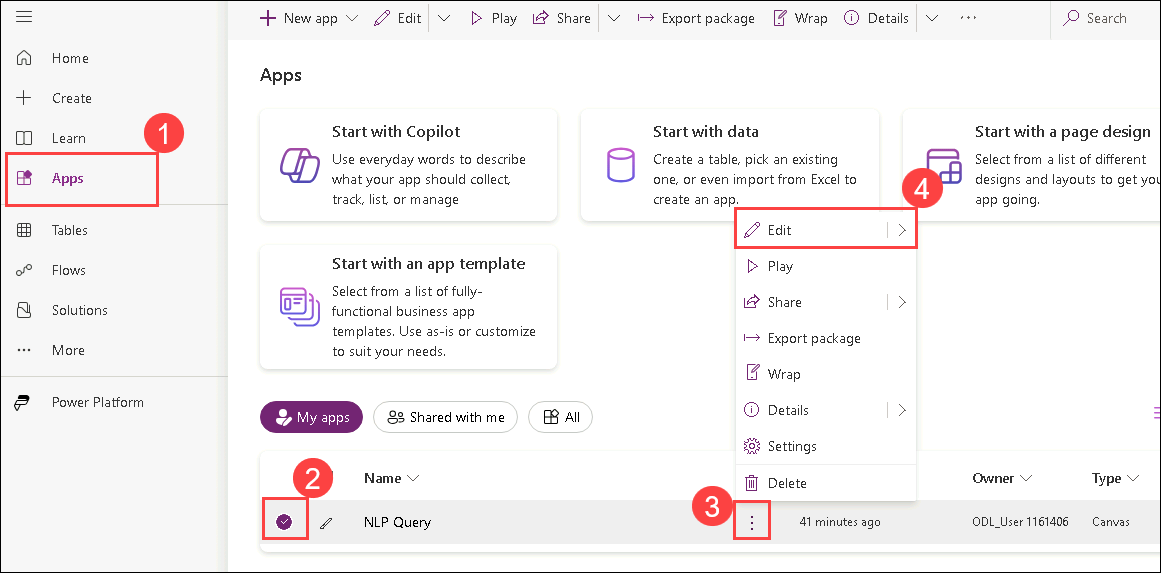 New app
Edit
Play
Share
Export package
Wrap
Details
Search
Home
Create
Learn
1
Apps
Tables
Flows
Solutions
More
Power Platform
Apps
Start with Copilot
Use everyday words to describe
what your app should collect,
track, list, or manage
Start with data
Create a table, pick an existing
one, or even import from Excel to
create an app.
Start with a page design
Select from a list of different
designs and layouts to get you
app going.
Start with an app template
Select from a list of fully-
functional business app
templates. Use as-is or customize
to suit your needs.
4
Edit
Play
Share
Export package
Wrap
Details
Settings
Delete
My apps
Shared with me
All
2
Name
Owner
Type
3
NLP Query
41 minutes ago
ODL_User 1161406
Canvas